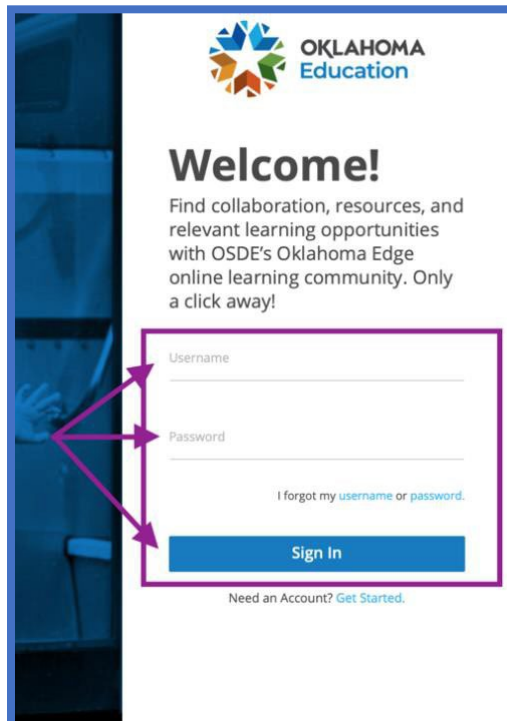 OKLAHOMA
Education
Welcome!
Find collaboration, resources, and
relevant learning opportunities
with OSDE's Oklahoma Edge
online learning community. Only
a click away!
Username
Password
I forgot my username or password.
Sign In
Need an Account? Get Started.